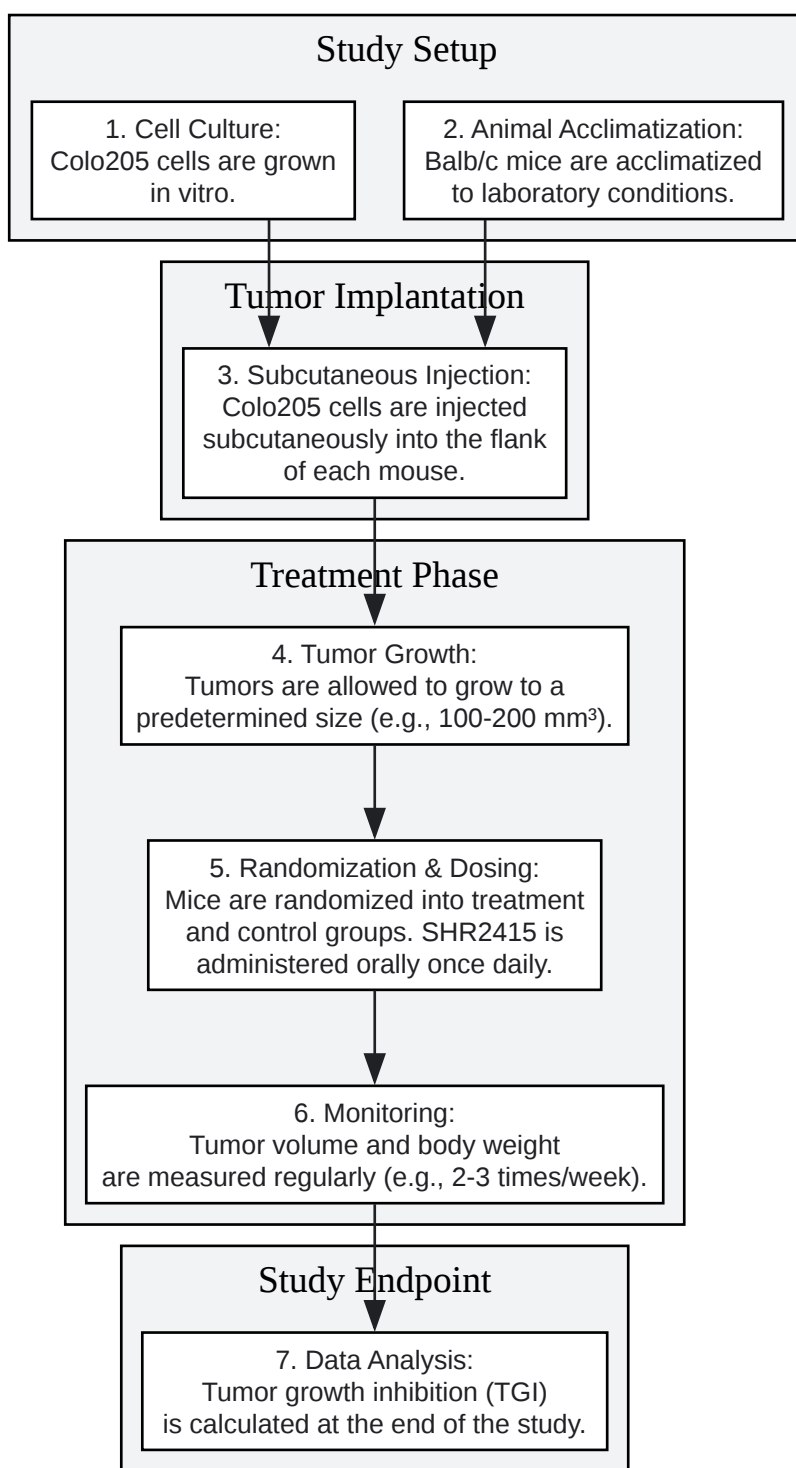 Study Setup
1. Cell Culture:
Colo205 cells are grown
in vitro.
2. Animal Acclimatization:
Balb/c mice are acclimatized
to laboratory conditions.
Tumor Implantation
3. Subcutaneous Injection:
Colo205 cells are injected
subcutaneously into the flank
of each mouse.
Treatment Phase
4. Tumor Growth:
Tumors are allowed to grow to a
predetermined size (e.g., 100-200 mm³).
5. Randomization & Dosing:
Mice are randomized into treatment
and control groups. SHR2415 is
administered orally once daily.
6. Monitoring:
Tumor volume and body weight
are measured regularly (e.g., 2-3 times/week).
Study Endpoint
7. Data Analysis:
Tumor growth inhibition (TGI)
is calculated at the end of the study.